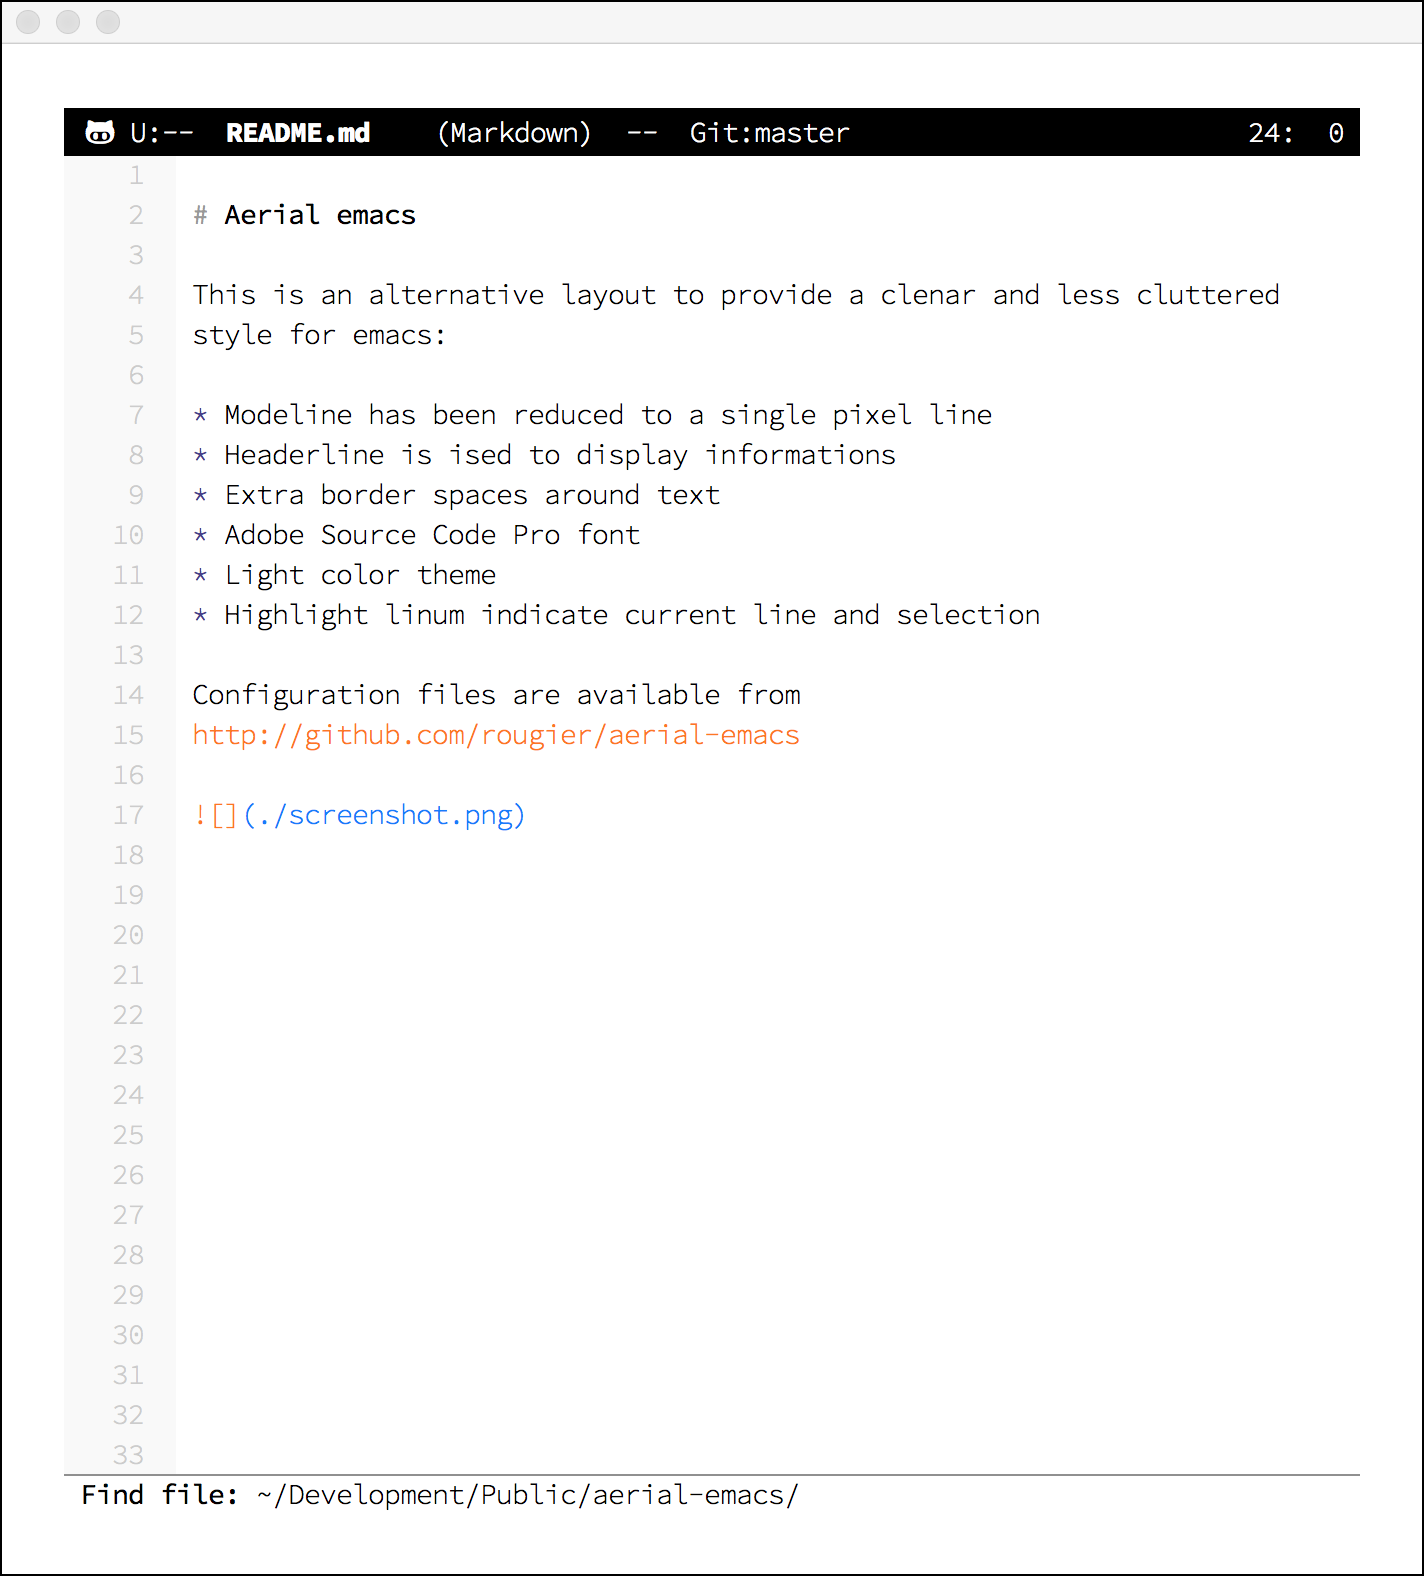 U:--  README.md    (Markdown)  --  Git:master    24:  0
1
2 # Aerial emacs
3
4 This is an alternative layout to provide a clenar and less cluttered
5 style for emacs:
6
7 * Modeline has been reduced to a single pixel line
8 * Headerline is ised to display informations
9 * Extra border spaces around text
10 * Adobe Source Code Pro font
11 * Light color theme
12 * Highlight linum indicate current line and selection
13
14 Configuration files are available from
15 http://github.com/rougier/aerial-emacs
16
17 ![](./screenshot.png)
18
19
20
21
22
23
24
25
26
27
28
29
30
31
32
33
Find file: ~/Development/Public/aerial-emacs/